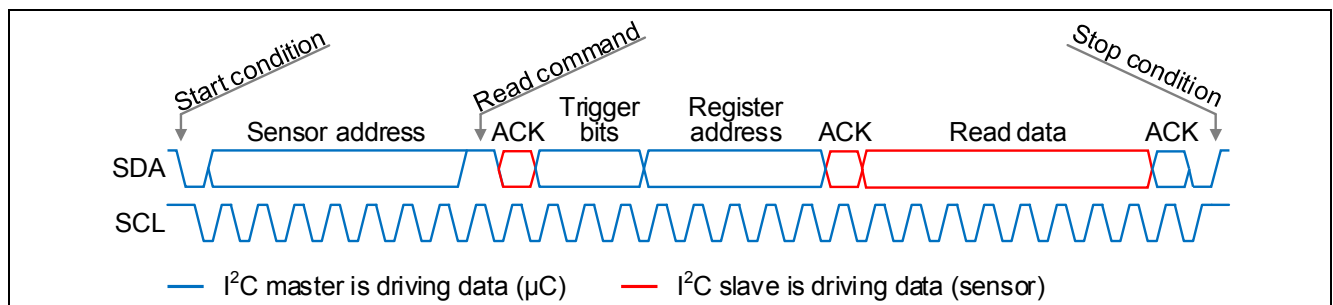 Start condition
Read command
Stop condition
Sensor address
ACK
Trigger
bits
Register
address
ACK
Read data
ACK
SDA
SCL
I²C master is driving data (µC)
I²C slave is driving data (sensor)